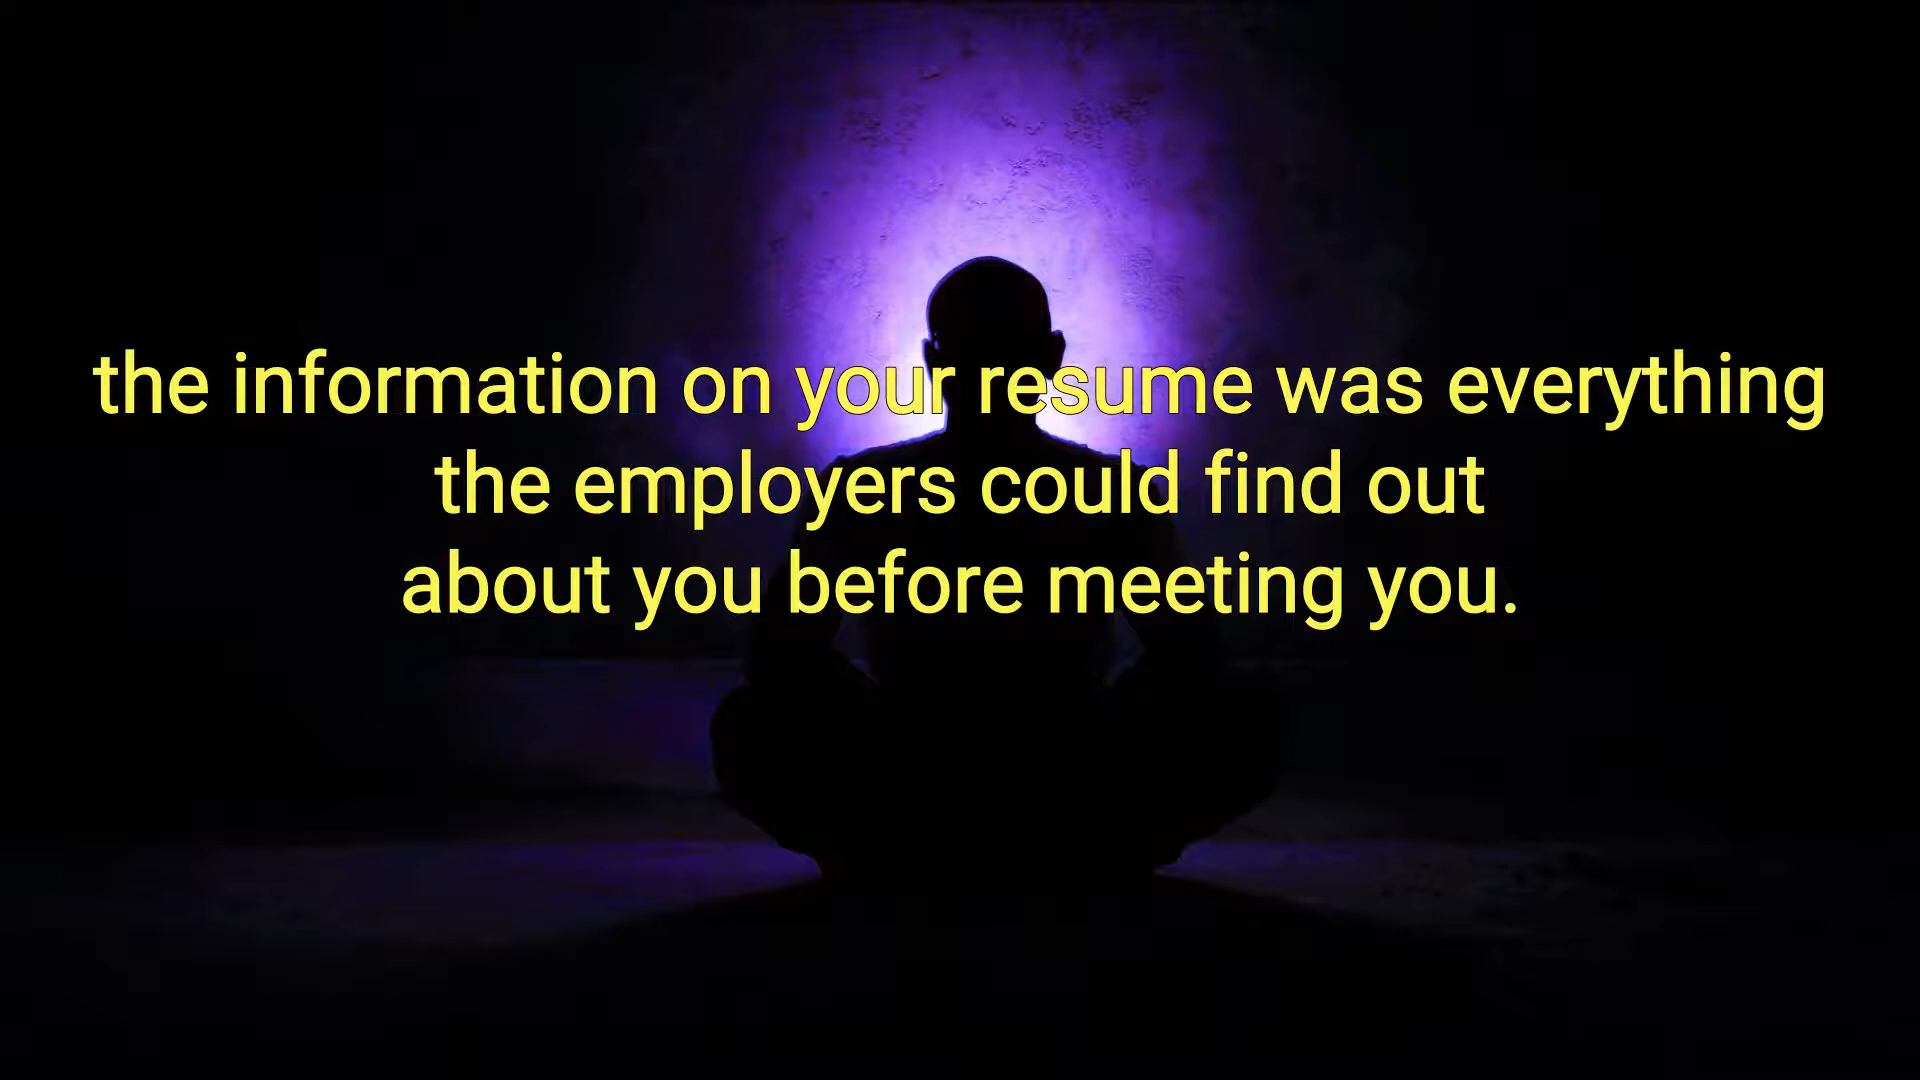 the information on your resume was everything
the employers could find out
about you before meeting you.